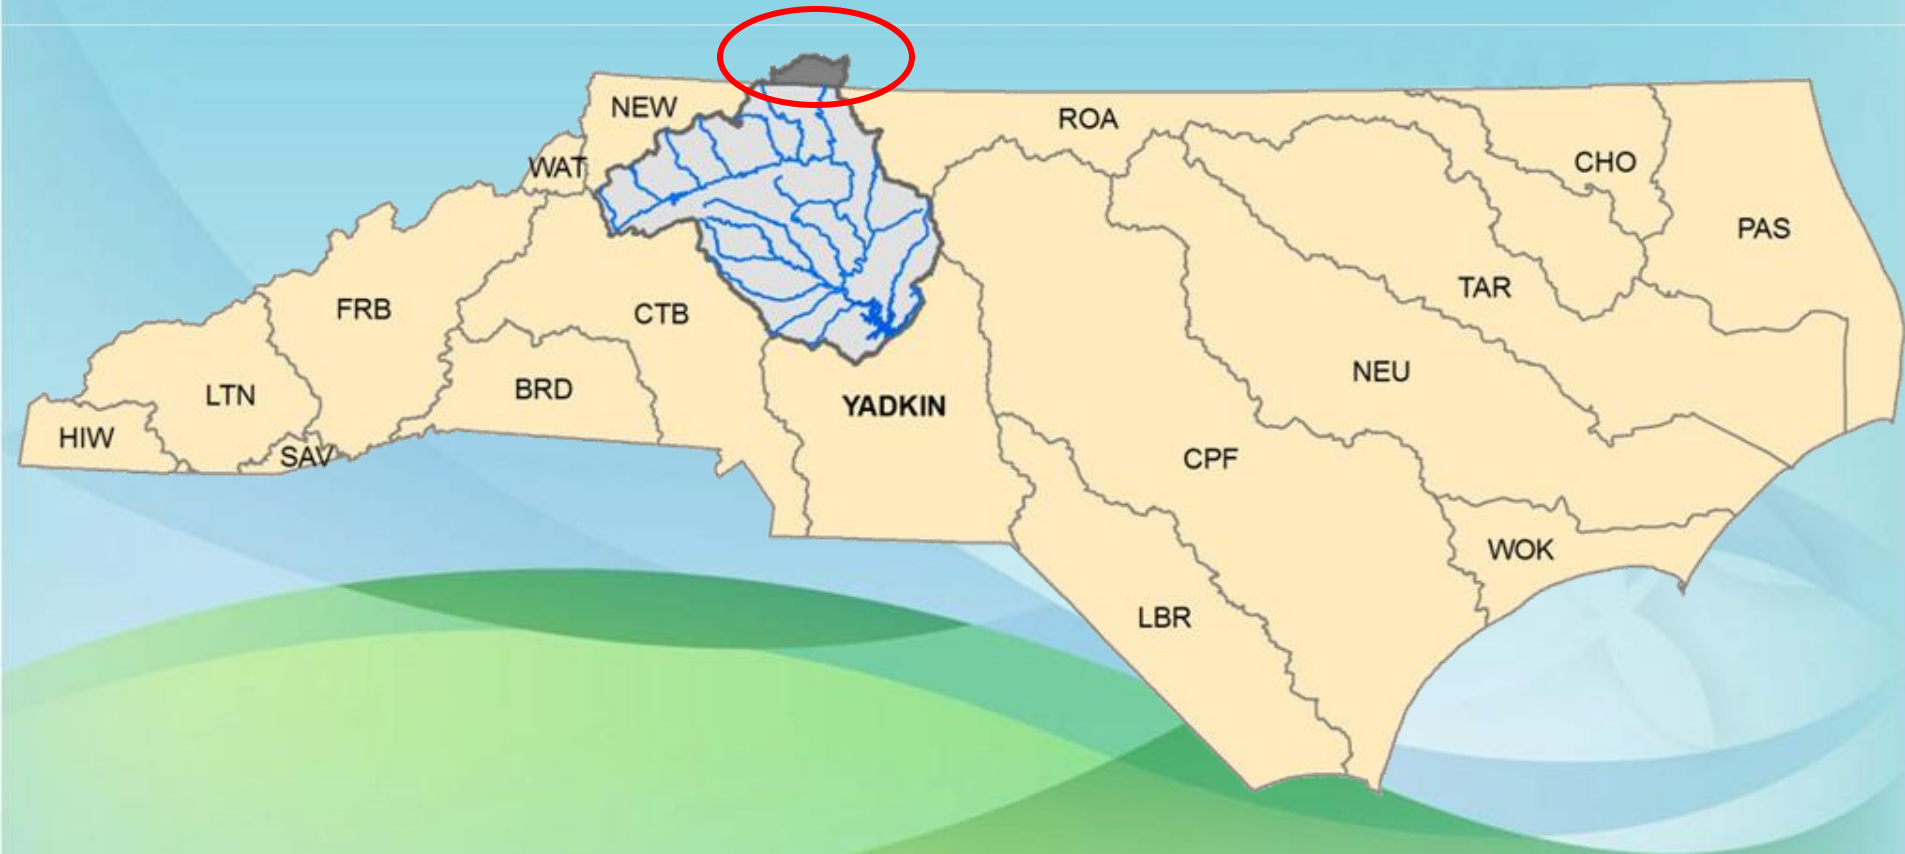 NEW
ROA
WAT
CHO
PAS
TAR
FRB
CTB
NEU
LTN
BRD
YADKIN
HIW
SAV
CPF
WOK
LBR